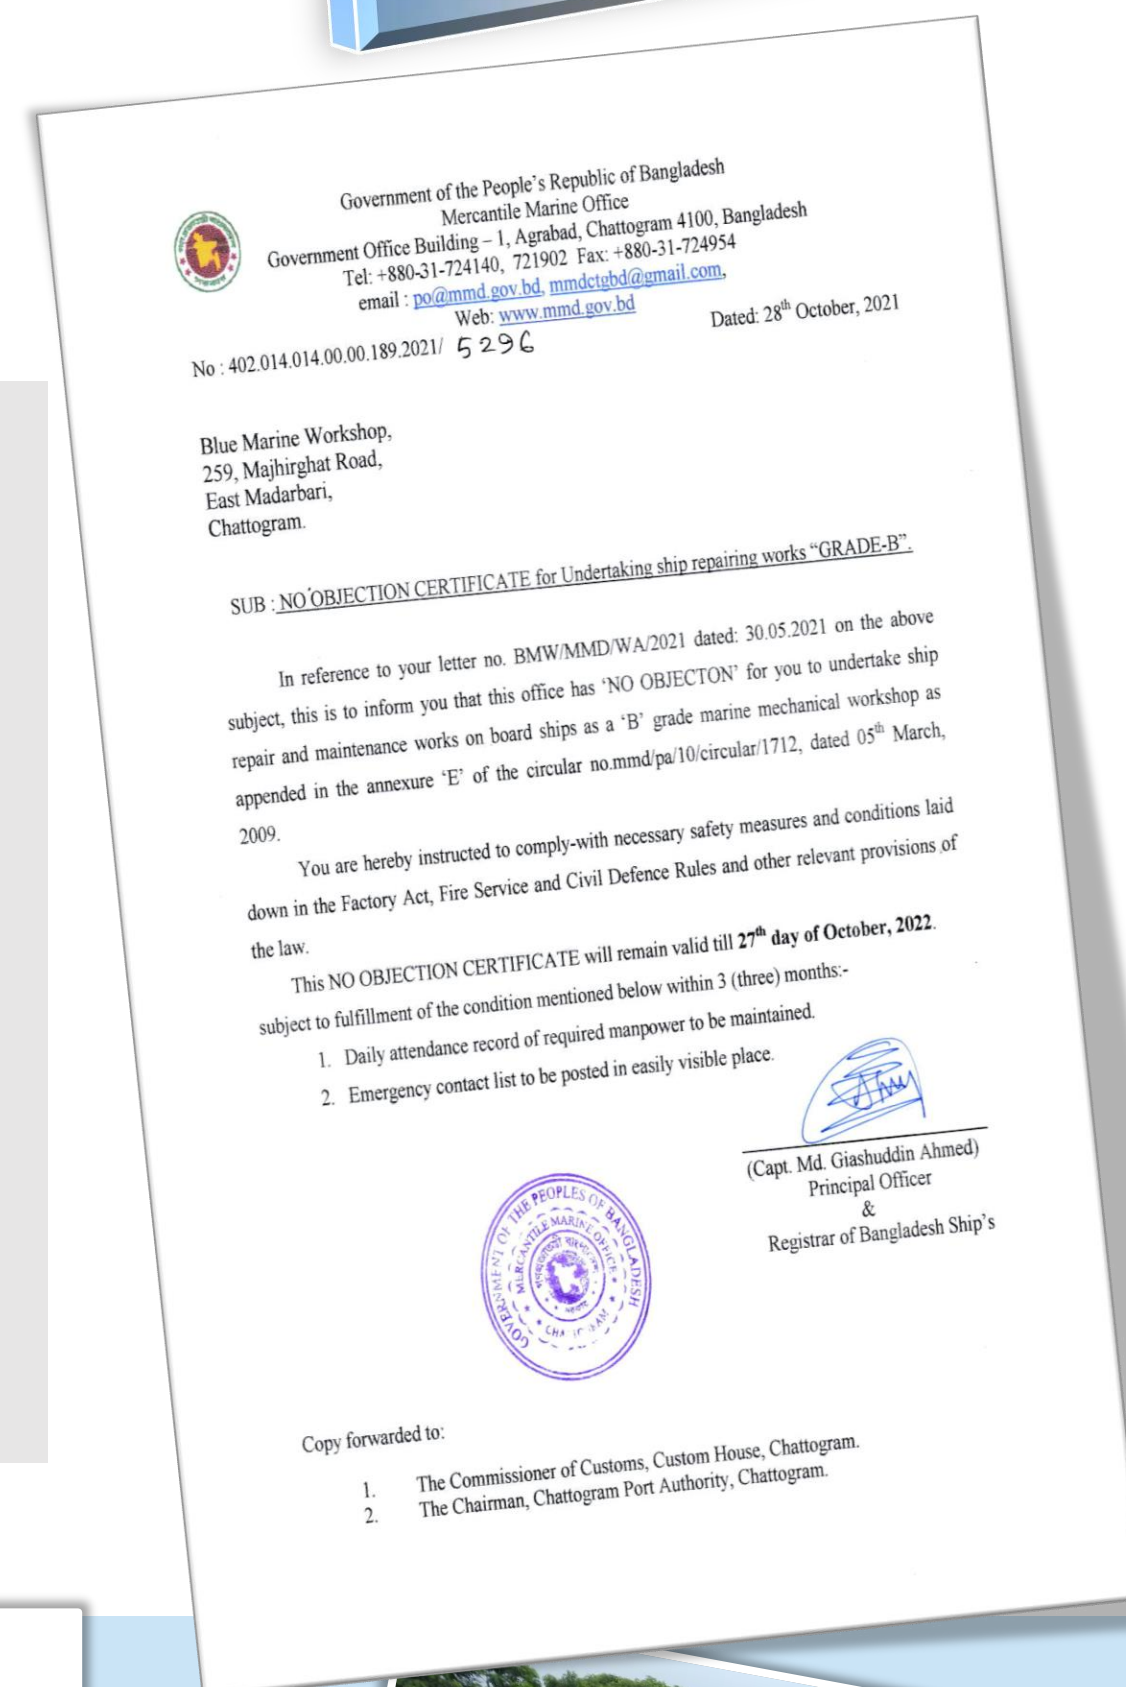 Government of the People's Republic of Bangladesh
Mercantile Marine Office
Government Office Building – 1, Agrabad, Chattogram 4100, Bangladesh
Tel: +880-31-724140, 721902 Fax: +880-31-724954
email : po@mmd.gov.bd, mmdctgbd@gmail.com,
Web: www.mmd.gov.bd
No : 402.014.014.00.00.189.2021/ 5296
Dated: 28th October, 2021
Blue Marine Workshop,
259, Majhirghat Road,
East Madarbari,
Chattogram.
SUB : NO OBJECTION CERTIFICATE for Undertaking ship repairing works “GRADE-B”.
In reference to your letter no. BMW/MMD/WA/2021 dated: 30.05.2021 on the above
subject, this is to inform you that this office has ‘NO OBJECTON’ for you to undertake ship
repair and maintenance works on board ships as a ‘B’ grade marine mechanical workshop as
appended in the annexure ‘E’ of the circular no.mmd/pa/10/circular/1712, dated 05th March,
2009.
You are hereby instructed to comply-with necessary safety measures and conditions laid
down in the Factory Act, Fire Service and Civil Defence Rules and other relevant provisions of
the law.
This NO OBJECTION CERTIFICATE will remain valid till 27th day of October, 2022.
subject to fulfillment of the condition mentioned below within 3 (three) months:-
1. Daily attendance record of required manpower to be maintained.
2. Emergency contact list to be posted in easily visible place.
(Capt. Md. Giashuddin Ahmed)
Principal Officer
&
Registrar of Bangladesh Ship's
GOVERNMENT OF THE PEOPLES OF BANGLADESH
MERCANTILE MARINE OFFICE
Copy forwarded to:
1. The Commissioner of Customs, Custom House, Chattogram.
2. The Chairman, Chattogram Port Authority, Chattogram.